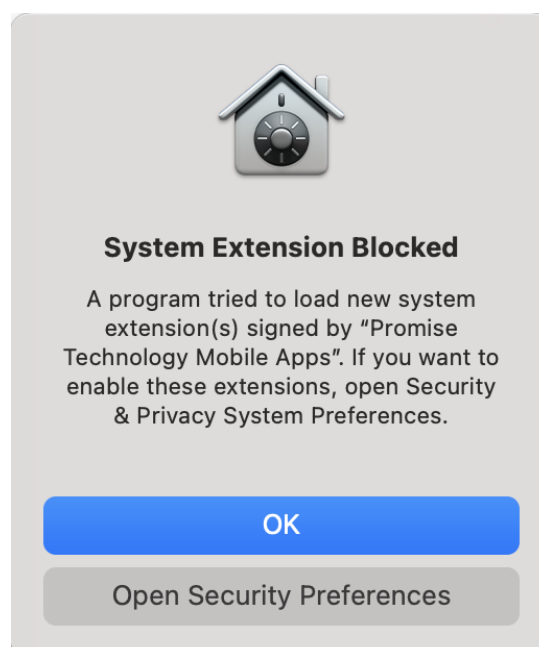 System Extension Blocked
A program tried to load new system
extension(s) signed by “Promise
Technology Mobile Apps”. If you want to
enable these extensions, open Security
& Privacy System Preferences.
OK
Open Security Preferences